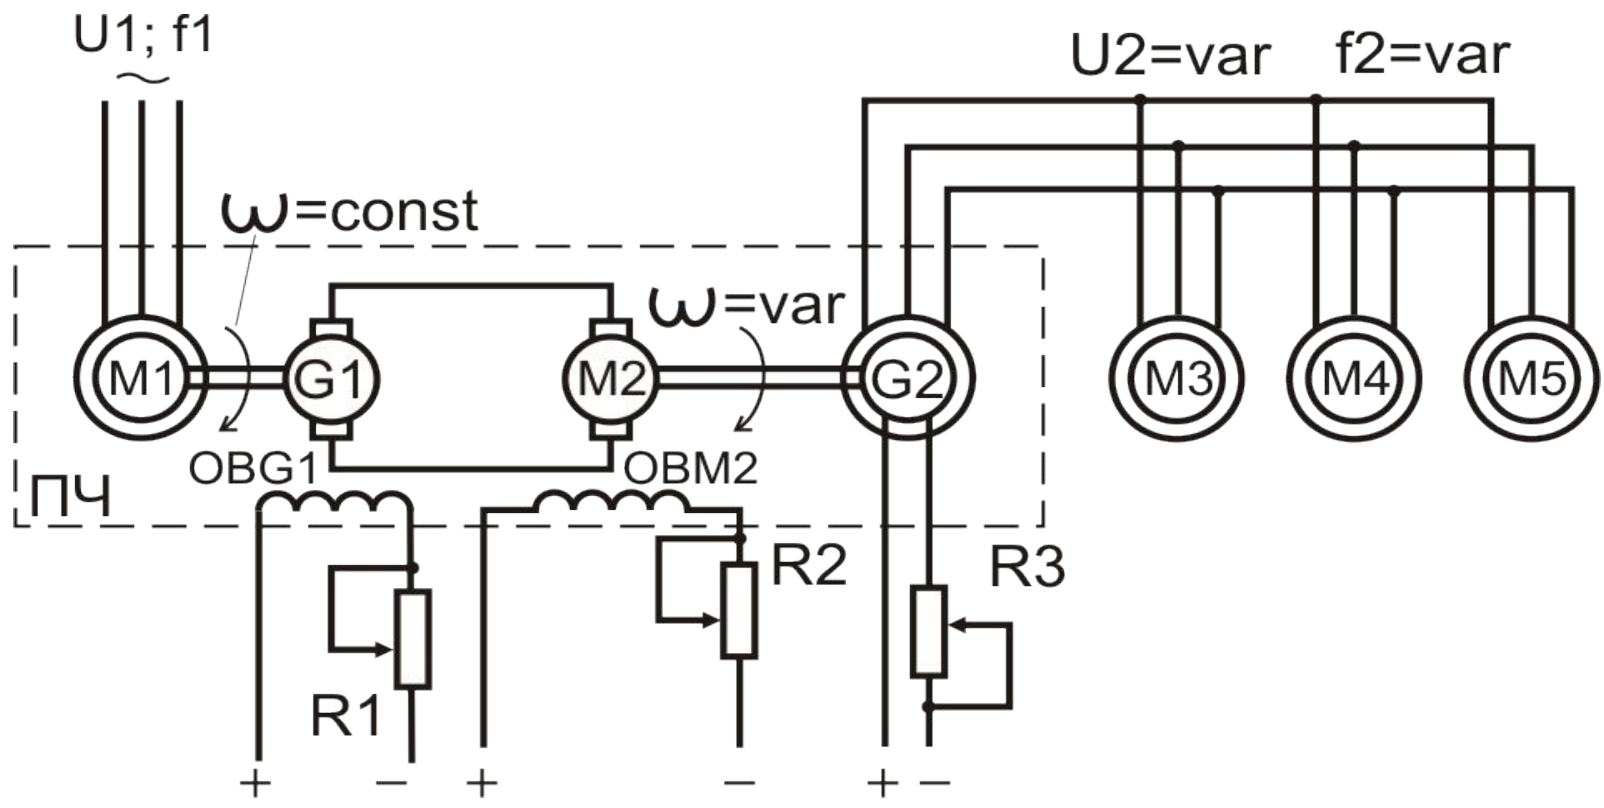 U1; f1
~
U2=var f2=var
ω=const
ω=var
M1 G1 M2 G2 M3 M4 M5
OBG1 OBM2
ПЧ
R2 R3
R1
+ − + − + −